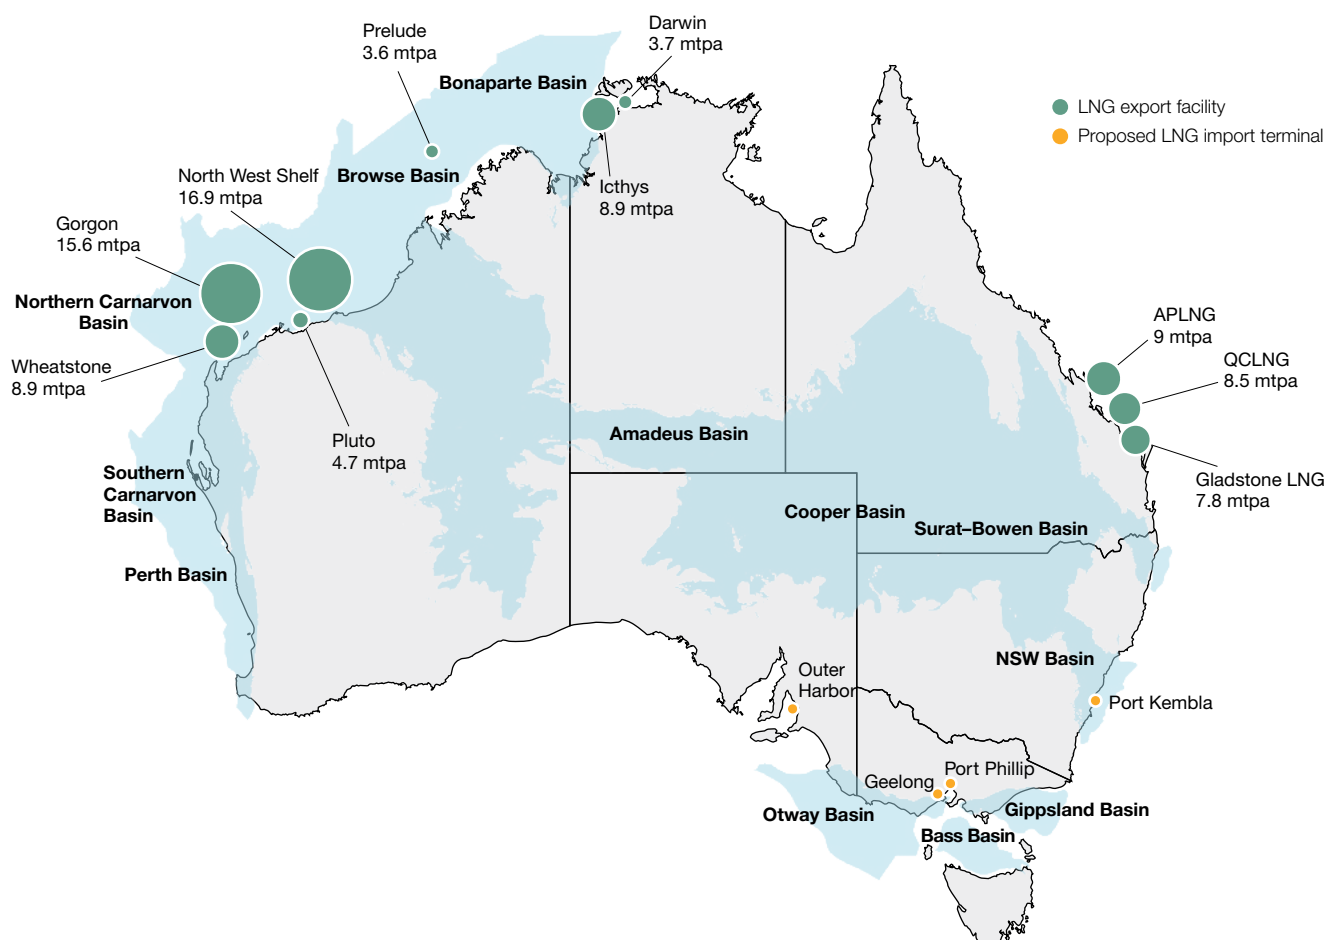 Darwin
3.7 mtpa
Prelude
3.6 mtpa
Bonaparte Basin
LNG export facility
Proposed LNG import terminal
North West Shelf
16.9 mtpa
Browse Basin
Icthys
8.9 mtpa
Gorgon
15.6 mtpa
Northern Carnarvon
Basin
APLNG
9 mtpa
QCLNG
8.5 mtpa
Wheatstone
8.9 mtpa
Pluto
4.7 mtpa
Amadeus Basin
Southern
Carnarvon
Basin
Gladstone LNG
7.8 mtpa
Cooper Basin
Surat–Bowen Basin
Perth Basin
NSW Basin
Outer
Harbor
Port Kembla
Port Phillip
Geelong
Otway Basin
Gippsland Basin
Bass Basin